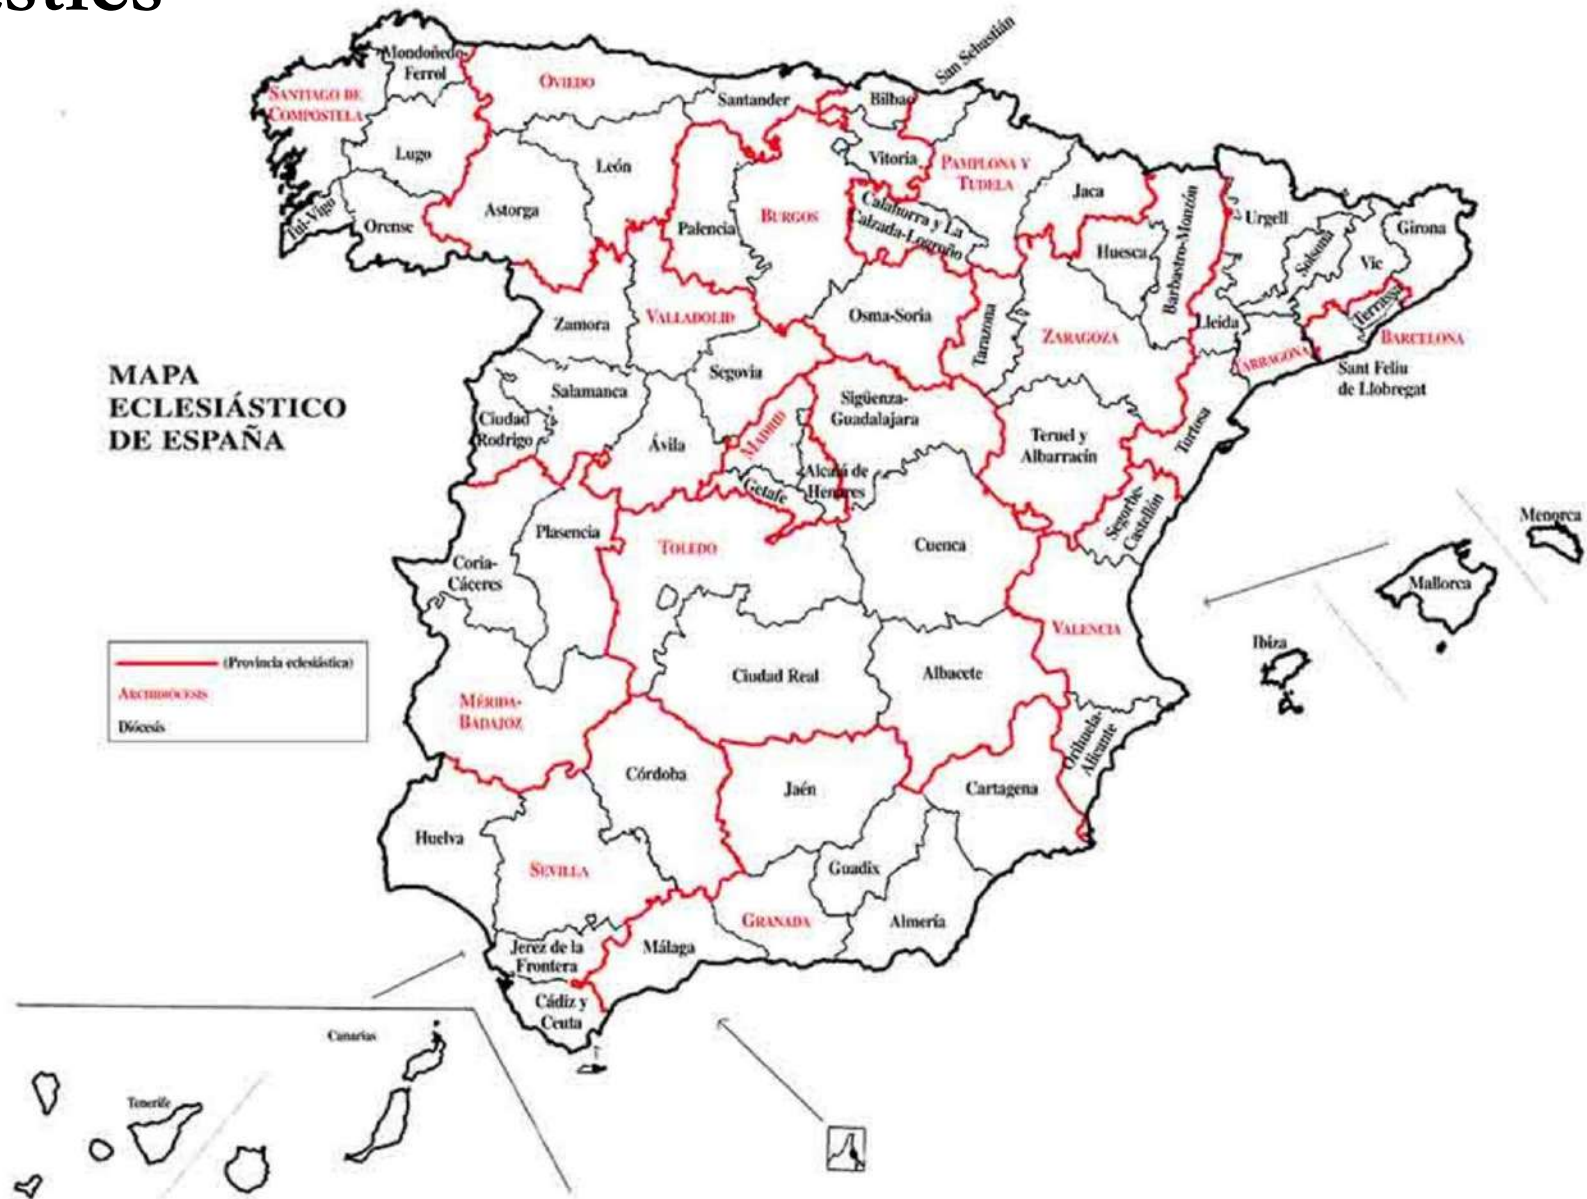 MAPA
ECLESIÁSTICO
DE ESPAÑA
(Provincia eclesiástica)
ARCHIDIÓCESIS
Diócesis
Mondoñedo-
Ferrol
SANTIAGO DE
COMPOSTELA
Lugo
Tui-Vigo
Orense
OVIEDO
Santander
León
Astorga
Bilbao
San Sebastián
Vitoria
PAMPLONA Y
TUDELA
Jaca
Calahorra y La
Calzada-Logroño
Palencia
BURGOS
Huesca
Barbastro-Monzón
Urgell
Solsona
Vic
Girona
Zamora
VALLADOLID
Osma-Soria
Tarazona
ZARAGOZA
Lleida
TARRAGONA
Terrassa
BARCELONA
Sant Feliu
de Llobregat
Segovia
Salamanca
Ciudad
Rodrigo
Ávila
MADRID
Sigüenza-
Guadalajara
Teruel y
Albarracín
Tortosa
Alcalá de
Henares
Getafe
Plasencia
TOLEDO
Cuenca
Segorbe-
Castellón
Menorca
Mallorca
Ibiza
Coria-
Cáceres
VALENCIA
Ciudad Real
Albacete
MÉRIDA-
BADAJOZ
Orihuela-
Alicante
Córdoba
Jaén
Cartagena
Huelva
SEVILLA
Guadix
GRANADA
Almería
Jerez de la
Frontera
Málaga
Cádiz y
Ceuta
Canarias
Tenerife